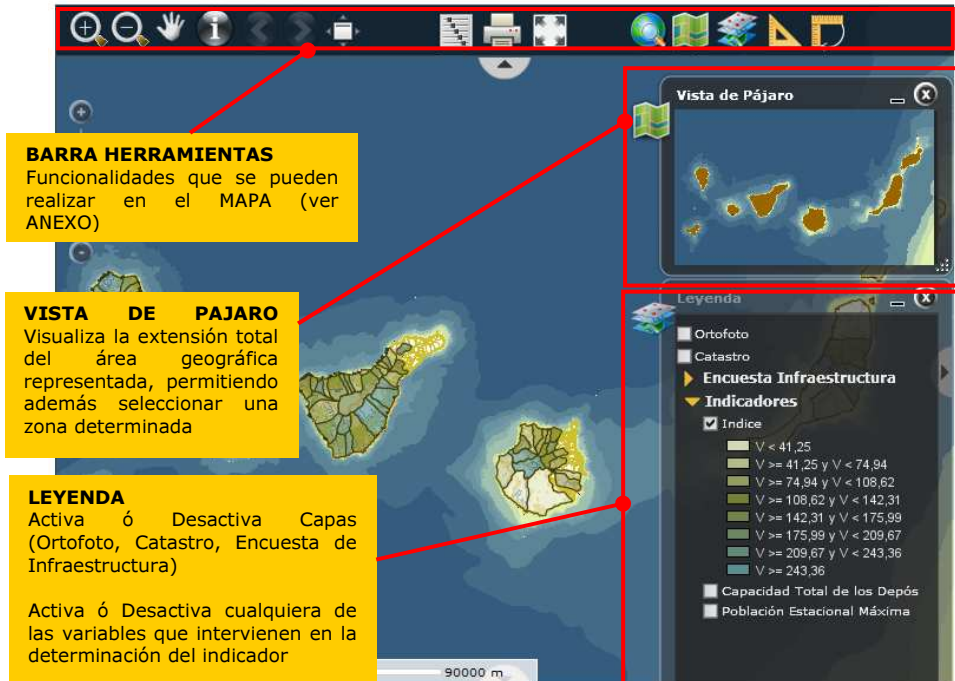 Vista de Pájaro
BARRA HERRAMIENTAS
Funcionalidades que se pueden
realizar en el MAPA (ver
ANEXO)
VISTA DE PAJARO
Visualiza la extensión total
del área geográfica
representada, permitiendo
además seleccionar una
zona determinada
Leyenda
Ortofoto
Catastro
Encuesta Infraestructura
Indicadores
Indice
V < 41,25
V >= 41,25 y V < 74,94
V >= 74,94 y V < 108,62
V >= 108,62 y V < 142,31
V >= 142,31 y V < 175,99
V >= 175,99 y V < 209,67
V >= 209,67 y V < 243,36
V >= 243,36
Capacidad Total de los Depós
Población Estacional Máxima
LEYENDA
Activa ó Desactiva Capas
(Ortofoto, Catastro, Encuesta de
Infraestructura)
Activa ó Desactiva cualquiera de
las variables que intervienen en la
determinación del indicador
90000 m